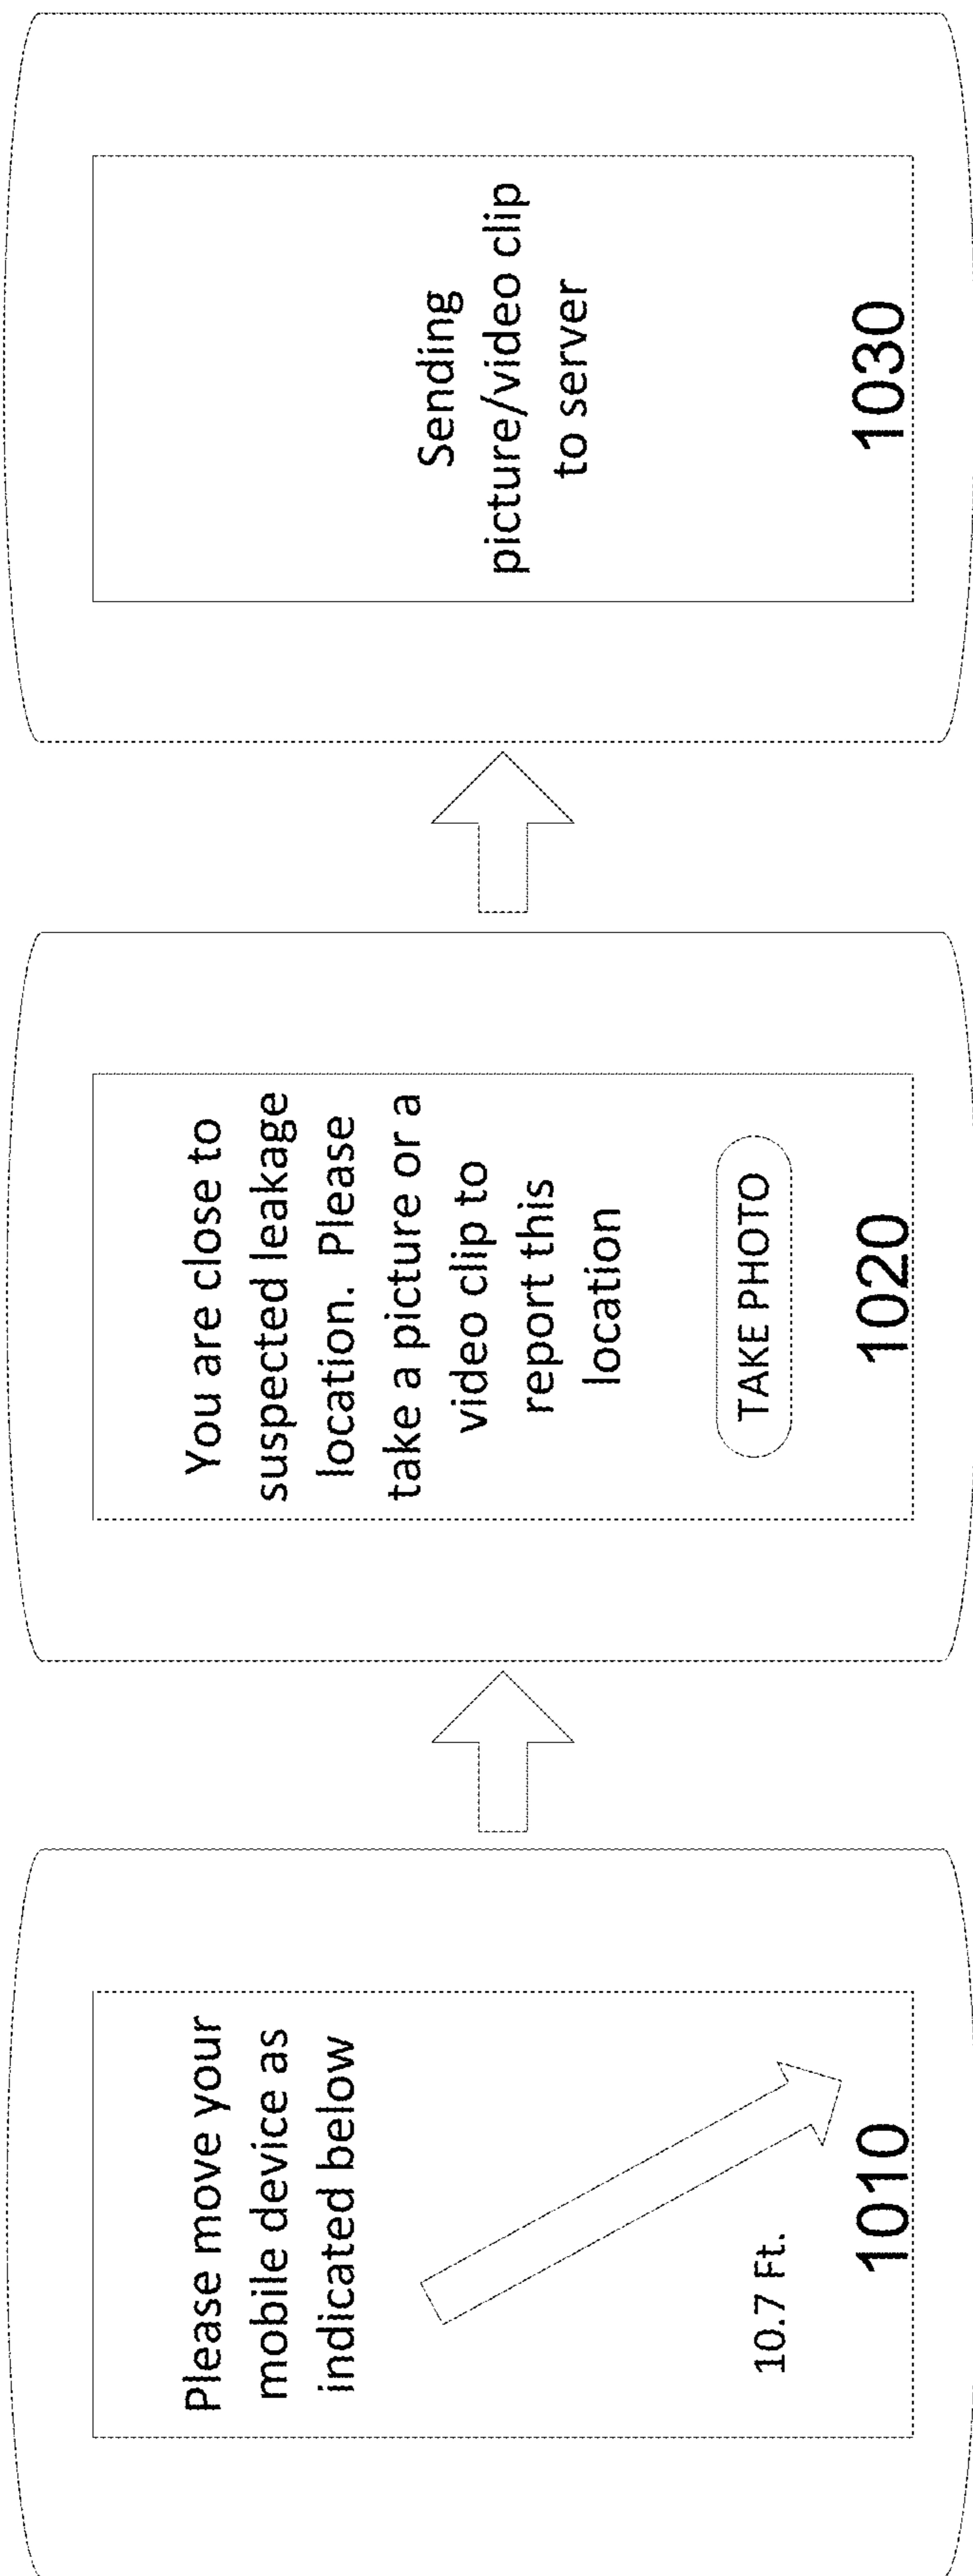 Please move your
mobile device as
indicated below
10.7 Ft.
1010
You are close to
suspected leakage
location. Please
take a picture or a
video clip to
report this
location
TAKE PHOTO
1020
Sending
picture/video clip
to server
1030